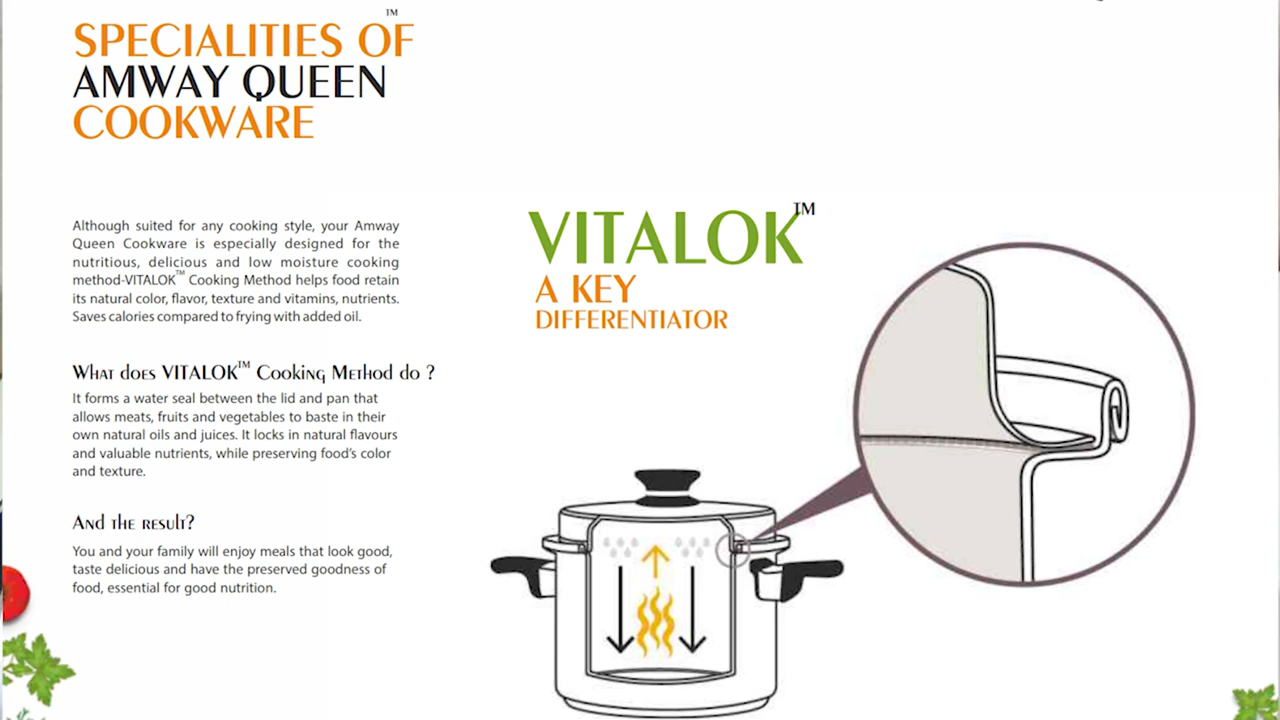 SPECIALITIES OF™
AMWAY QUEEN
COOKWARE
Although suited for any cooking style, your Amway
Queen Cookware is especially designed for the
nutritious, delicious and low moisture cooking
method-VITALOK™ Cooking Method helps food retain
its natural color, flavor, texture and vitamins, nutrients.
Saves calories compared to frying with added oil.
What does VITALOK™ Cooking Method do ?
It forms a water seal between the lid and pan that
allows meats, fruits and vegetables to baste in their
own natural oils and juices. It locks in natural flavours
and valuable nutrients, while preserving food's color
and texture.
And the result?
You and your family will enjoy meals that look good,
taste delicious and have the preserved goodness of
food, essential for good nutrition.
VITALOK™
A KEY
DIFFERENTIATOR